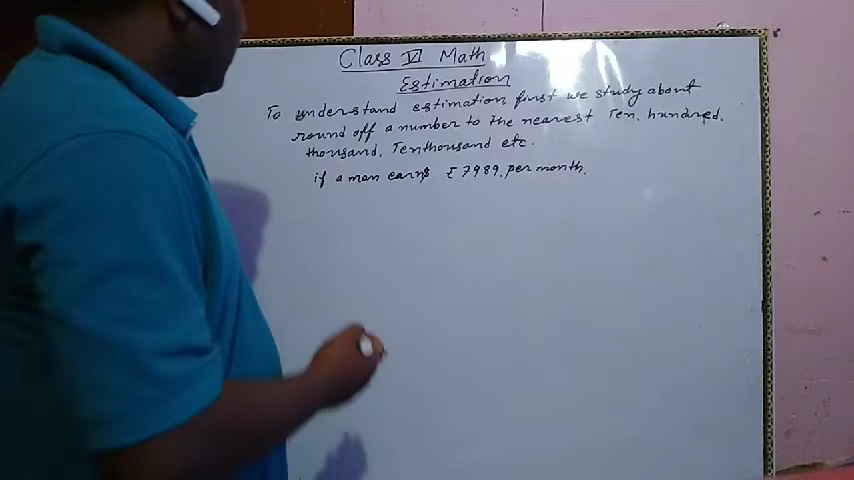 Class VI Math
Estimation
To understand estimation, first we study about
round off a number to the nearest Ten, hundred,
thousand, Tenthousand etc.
if a man earns ₹ 7989. per month.